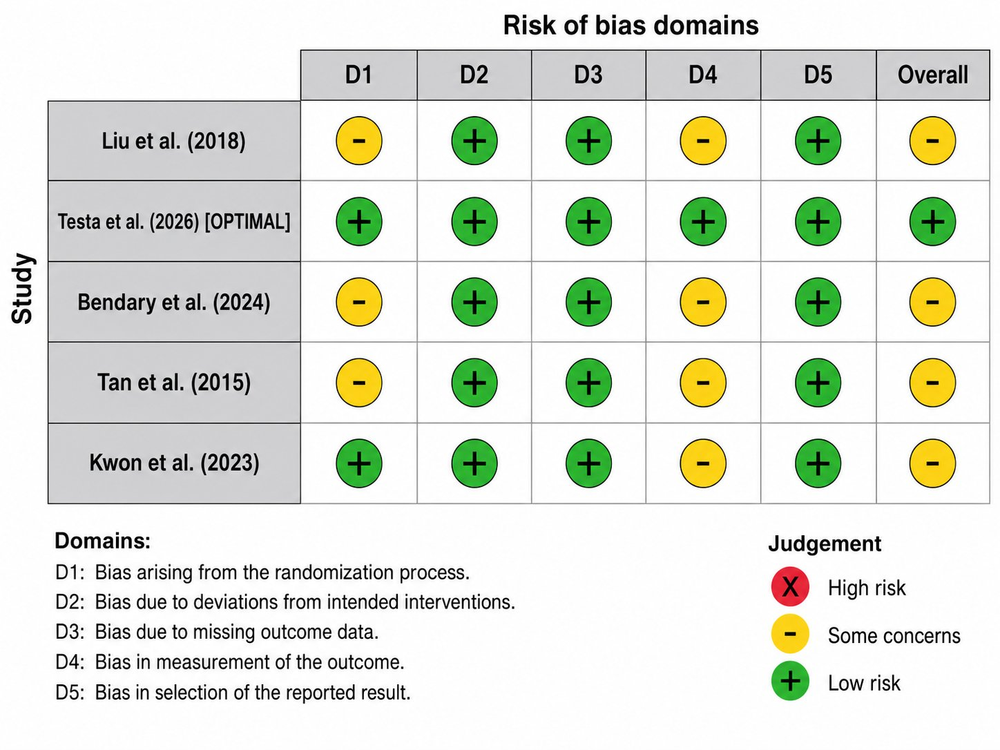 Risk of bias domains
D1 D2 D3 D4 D5 Overall
Study
Liu et al. (2018) - + + - + -
Testa et al. (2026) [OPTIMAL] + + + + + +
Bendary et al. (2024) - + + - + -
Tan et al. (2015) - + + - + -
Kwon et al. (2023) + + + - + -
Domains:
D1: Bias arising from the randomization process.
D2: Bias due to deviations from intended interventions.
D3: Bias due to missing outcome data.
D4: Bias in measurement of the outcome.
D5: Bias in selection of the reported result.
Judgement
X High risk
- Some concerns
+ Low risk